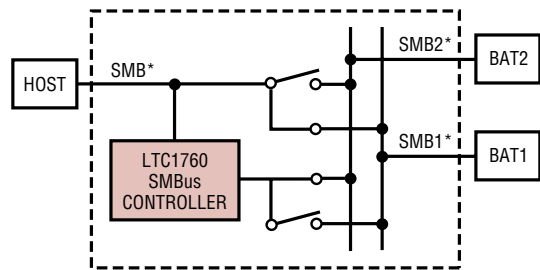 HOST
SMB*
SMB2*
BAT2
SMB1*
BAT1
LTC1760
SMBus
CONTROLLER